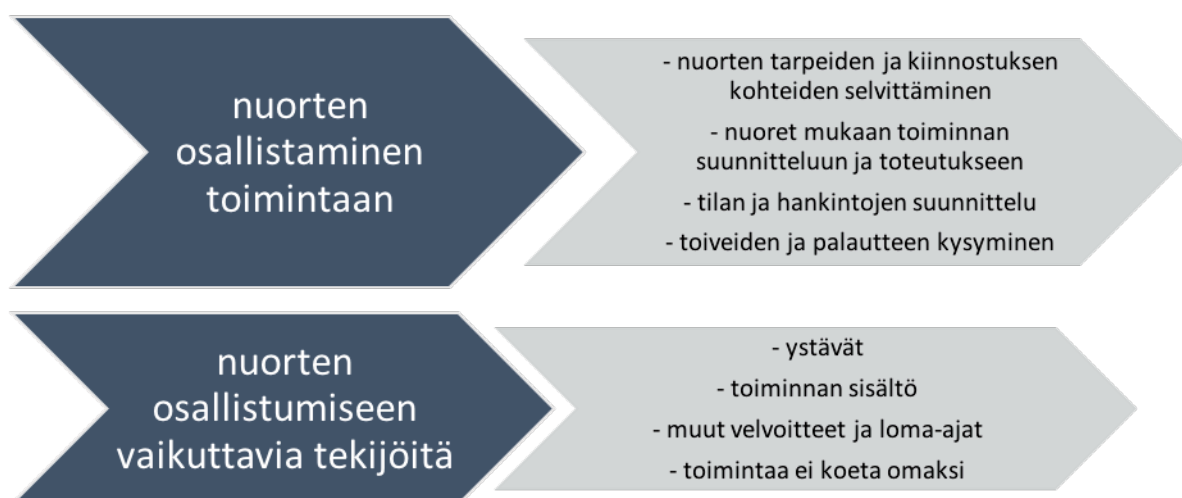 nuorten
osallistaminen
toimintaan
- nuorten tarpeiden ja kiinnostuksen
kohteiden selvittäminen
- nuoret mukaan toiminnan
suunnitteluun ja toteutukseen
- tilan ja hankintojen suunnittelu
- toiveiden ja palautteen kysyminen
nuorten
osallistumiseen
vaikuttavia tekijöitä
- ystävät
- toiminnan sisältö
- muut velvoitteet ja loma-ajat
- toimintaa ei koeta omaksi